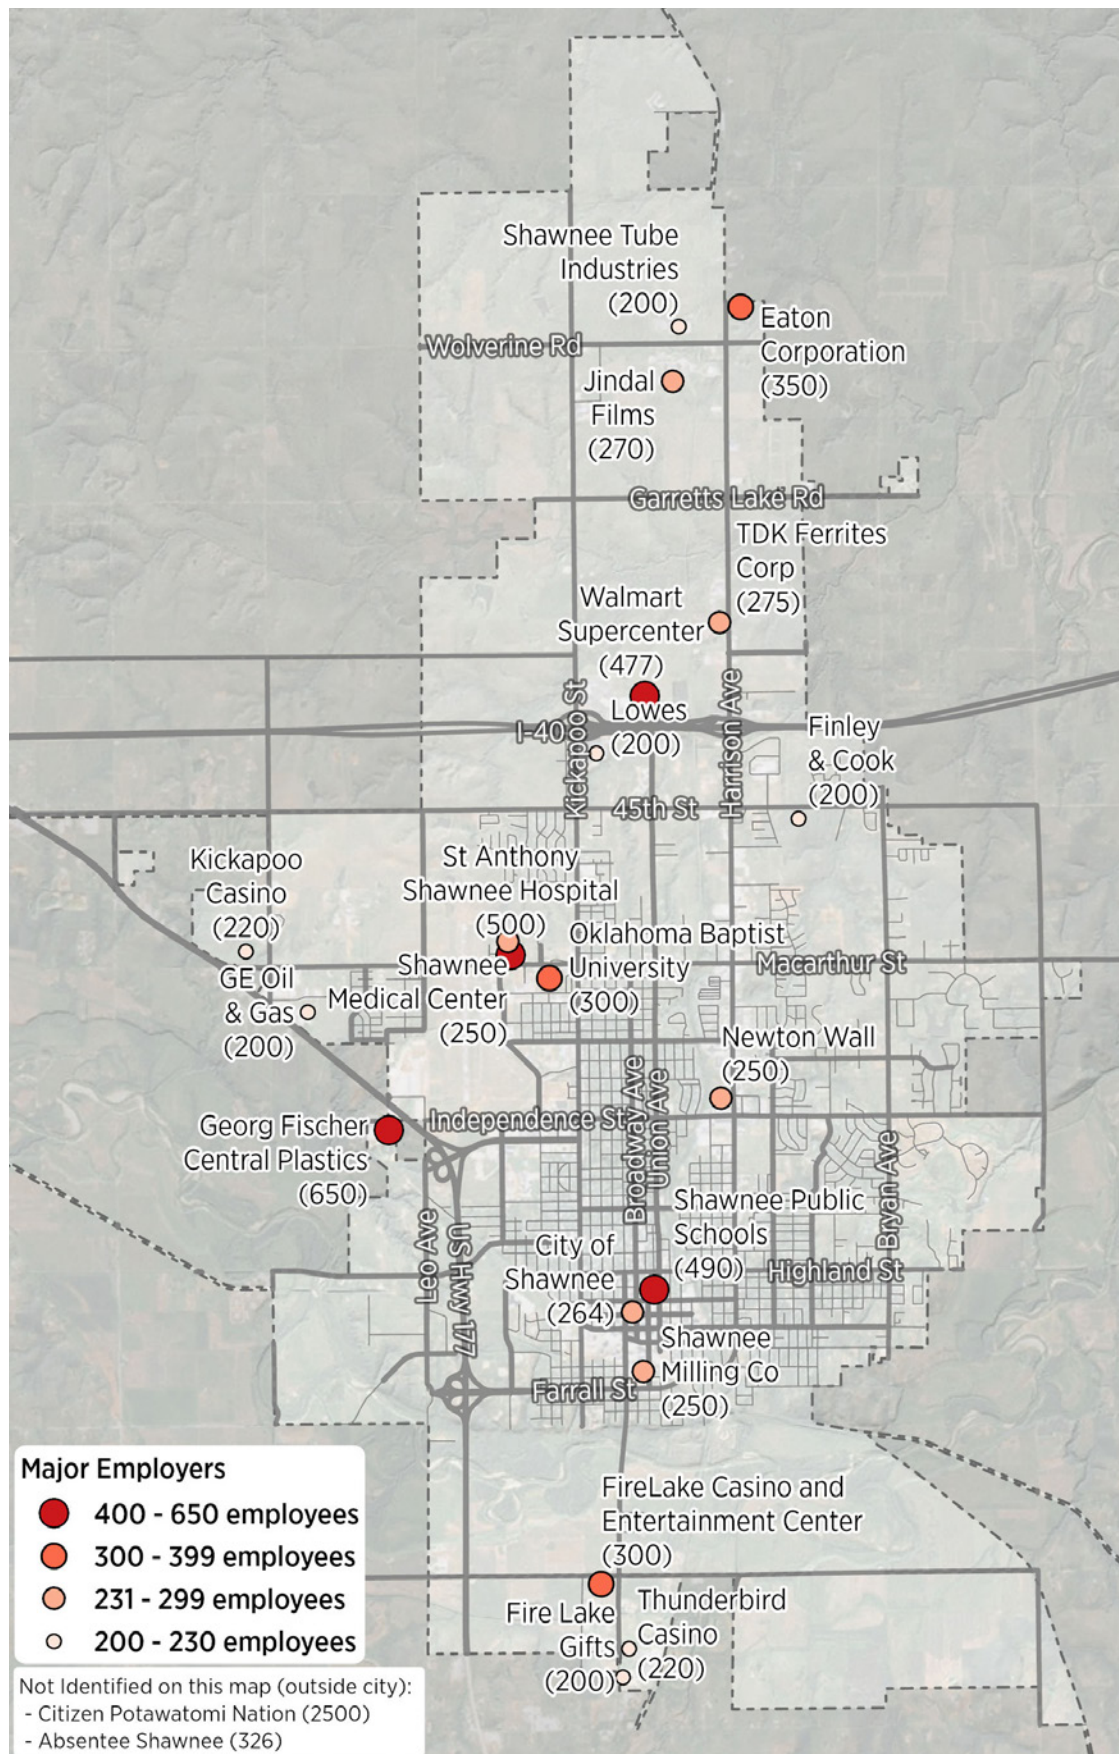 Shawnee Tube
Industries
(200)
Eaton
Corporation
(350)
Wolverine Rd
Jindal
Films
(270)
Garretts Lake Rd
TDK Ferrites
Corp
(275)
Walmart
Supercenter
(477)
Kickapoo St
Harrison Ave
I-40
Lowes
(200)
Finley
& Cook
(200)
45th St
Kickapoo
Casino
(220)
St Anthony
Shawnee Hospital
(500)
Oklahoma Baptist
University
(300)
Macarthur St
Shawnee
Medical Center
(250)
GE Oil
& Gas
(200)
Newton Wall
(250)
Broadway Ave
Union Ave
Independence St
Georg Fischer
Central Plastics
(650)
Bryan Ave
Leo Ave
US Hwy 177
Shawnee Public
Schools
(490)
Highland St
City of
Shawnee
(264)
Shawnee
Milling Co
(250)
Farrall St
FireLake Casino and
Entertainment Center
(300)
Fire Lake
Gifts
(200)
Thunderbird
Casino
(220)
Major Employers
400 - 650 employees
300 - 399 employees
231 - 299 employees
200 - 230 employees
Not Identified on this map (outside city):
- Citizen Potawatomi Nation (2500)
- Absentee Shawnee (326)